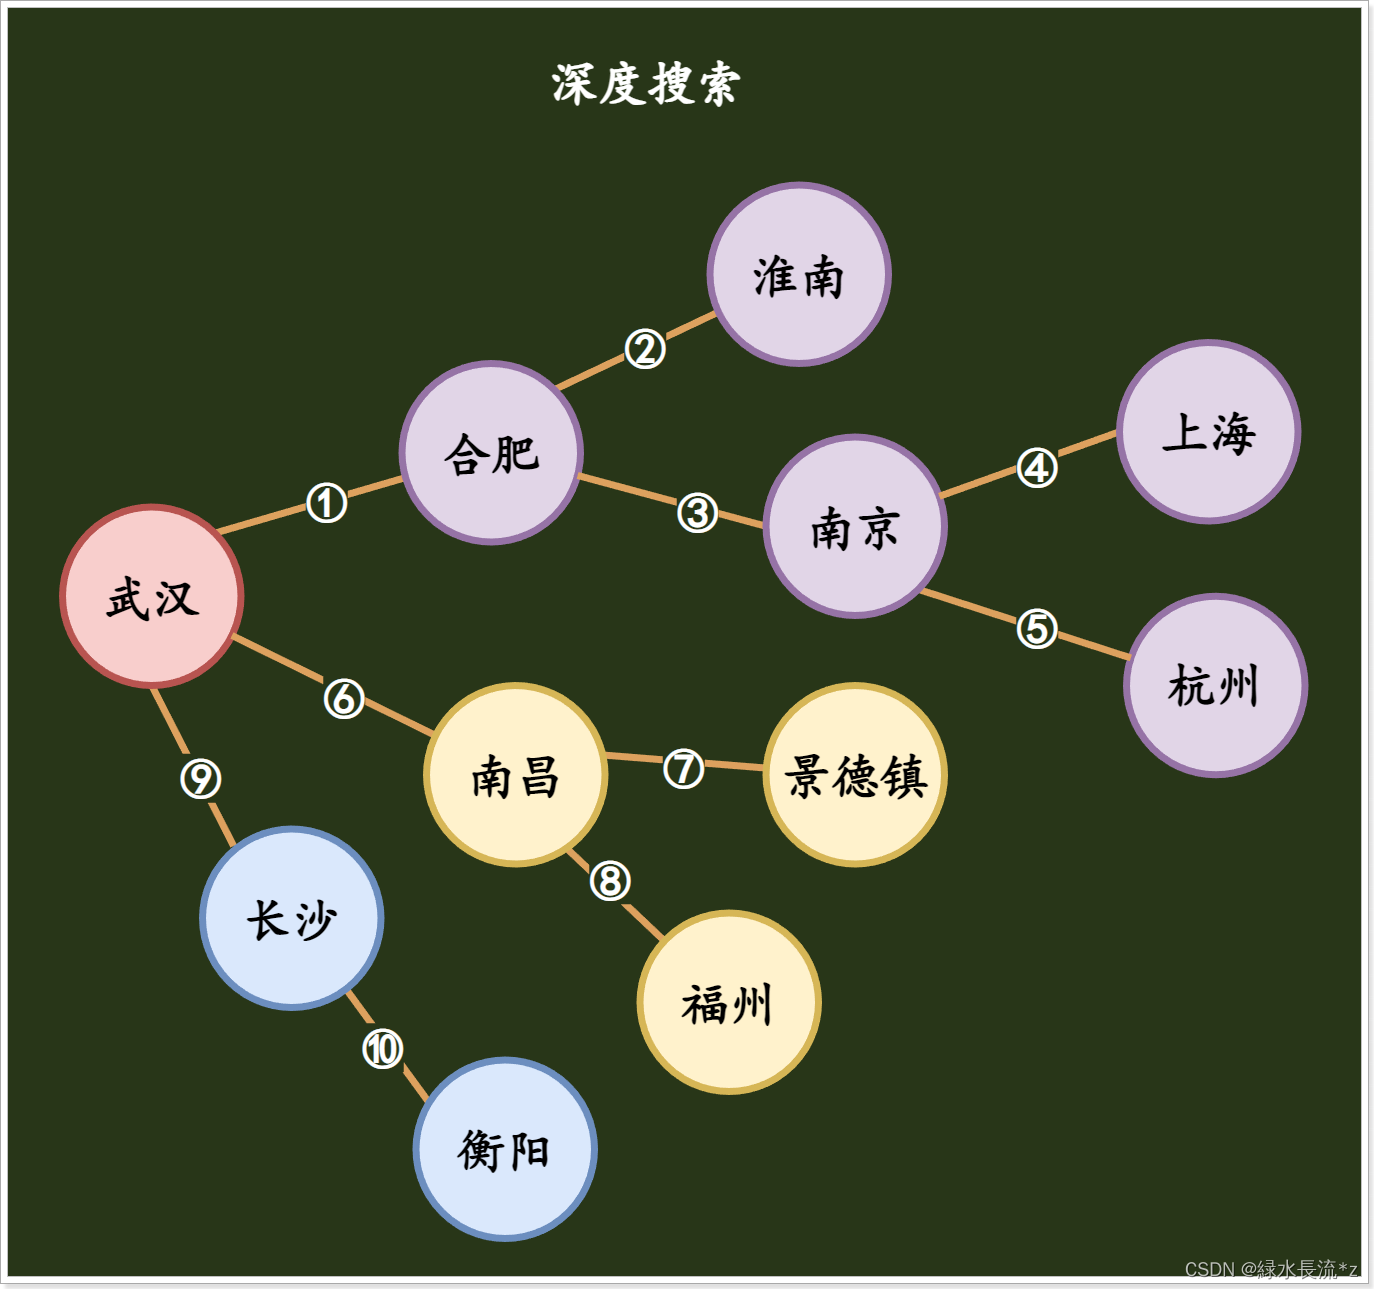 深度搜索
淮南
②
上海
合肥
④
①
③
南京
武汉
⑤
⑥
杭州
⑦
南昌
景德镇
⑨
⑧
长沙
福州
⑩
衡阳
CSDN @緑水長流*z